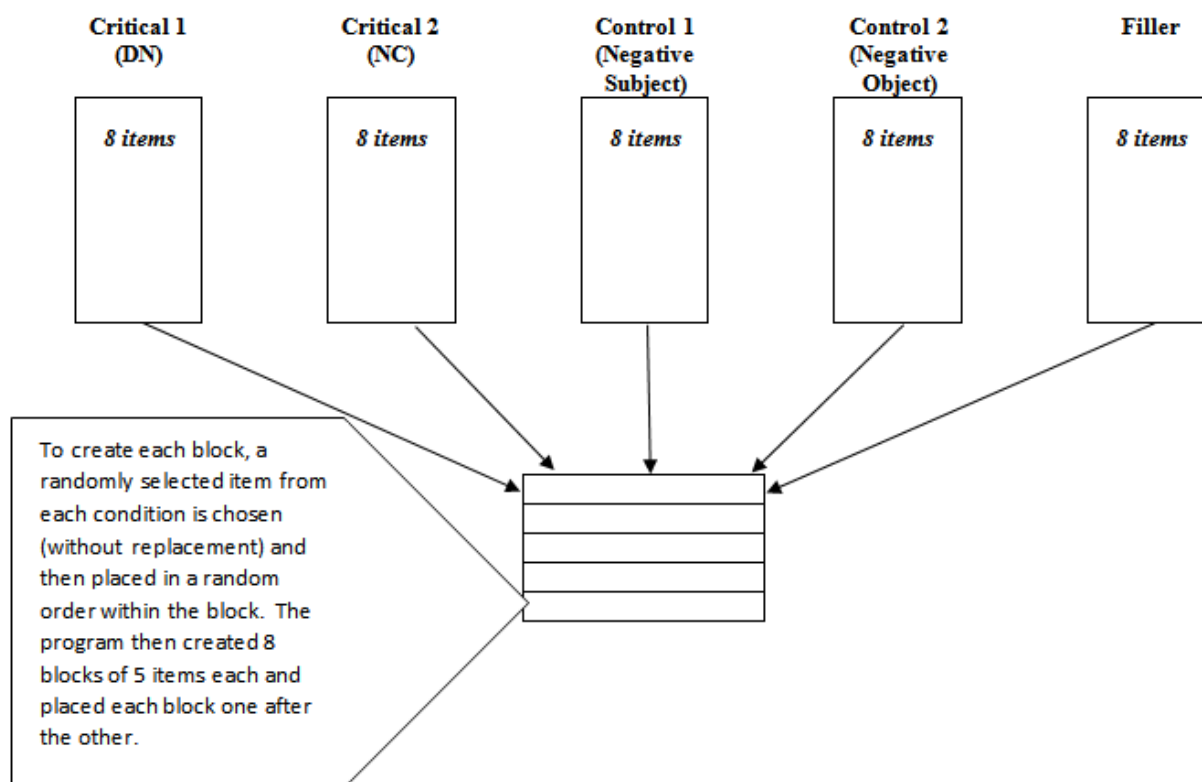 Critical 1
(DN)
Critical 2
(NC)
Control 1
(Negative
Subject)
Control 2
(Negative
Object)
Filler
8 items
8 items
8 items
8 items
8 items
To create each block, a
randomly selected item from
each condition is chosen
(without replacement) and
then placed in a random
order within the block. The
program then created 8
blocks of 5 items each and
placed each block one after
the other.